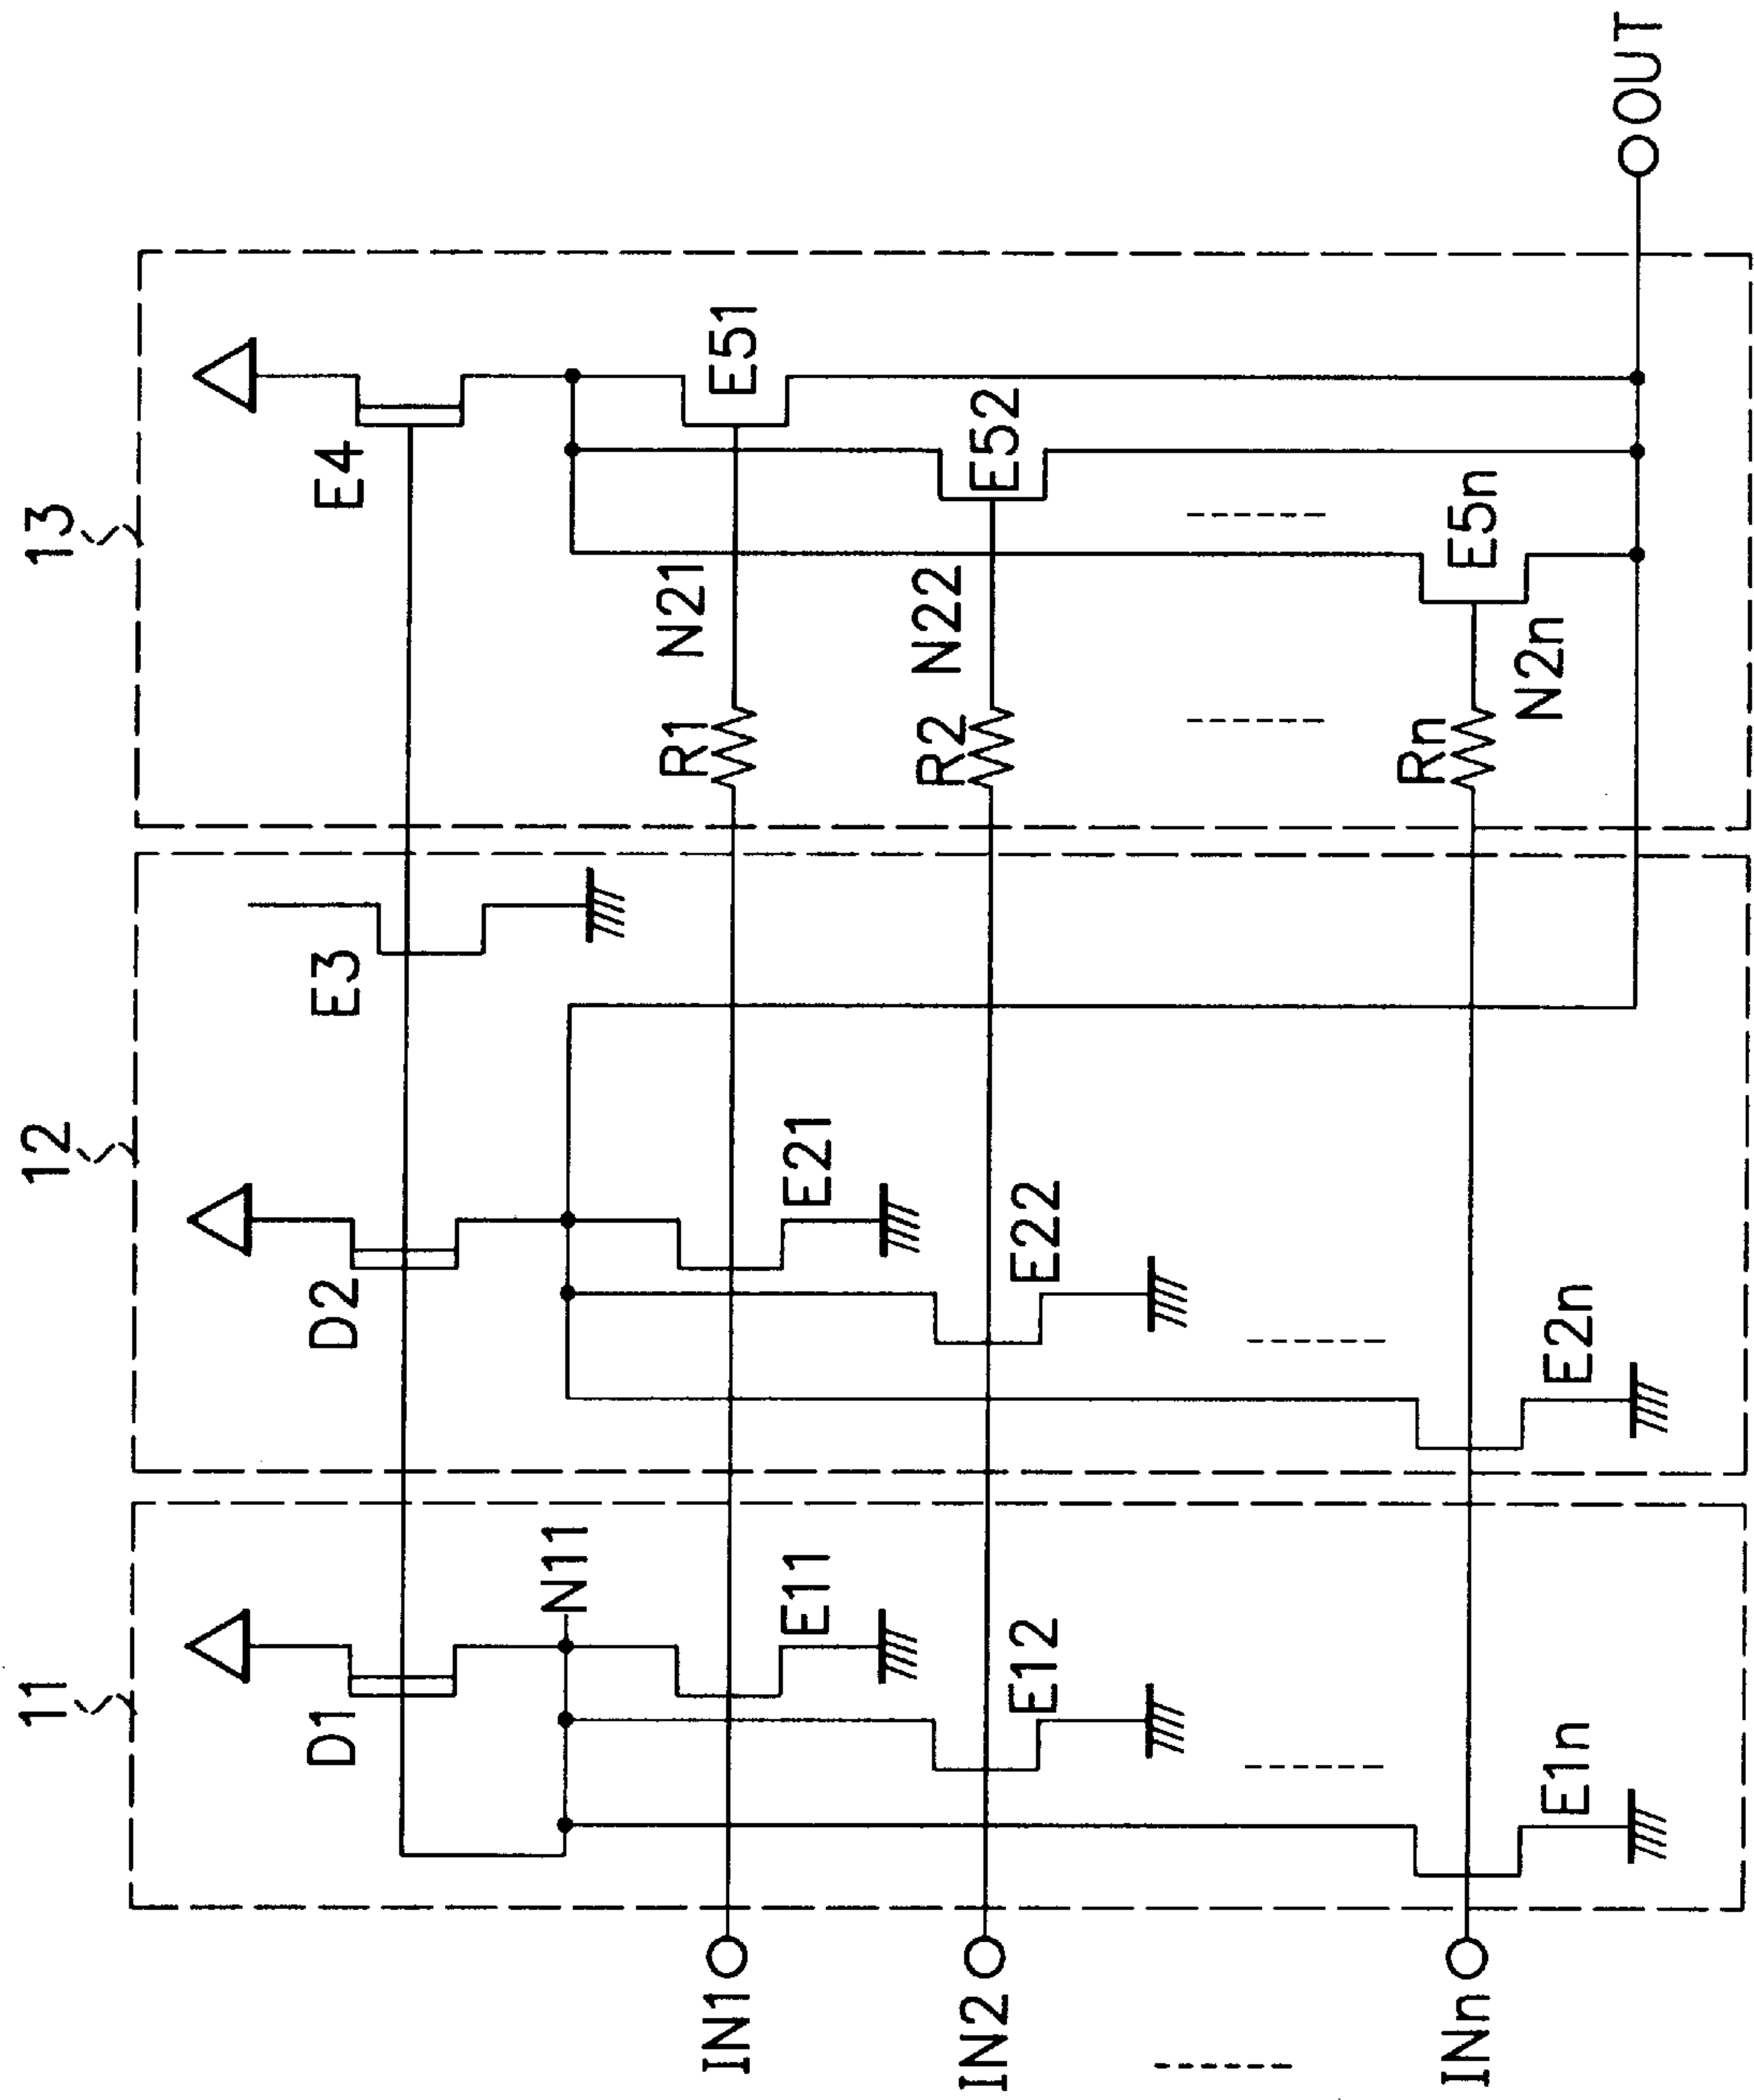 11
12
13
D1
D2
E3
E4
N11
E11
E12
E1n
E21
E22
E2n
R1
N21
E51
R2
N22
E52
Rn
N2n
E5n
IN1
IN2
INn
OUT